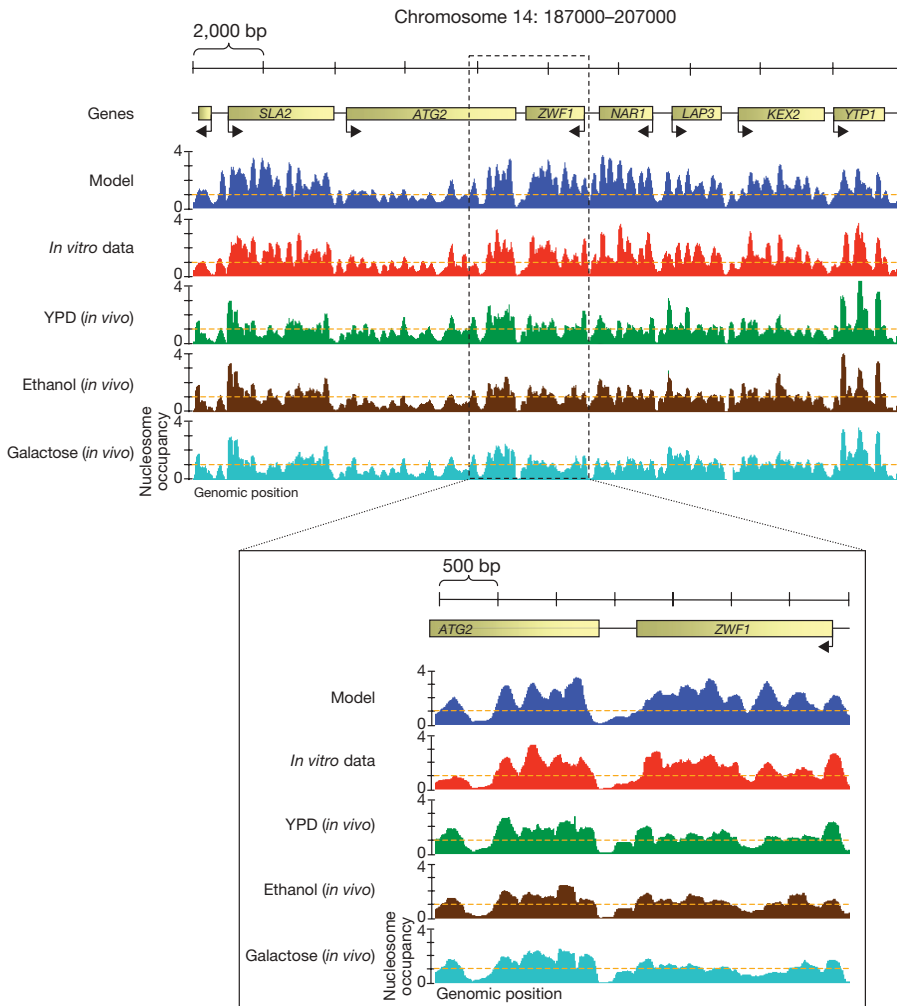 Chromosome 14: 187000–207000
2,000 bp
Genes
SLA2
ATG2
ZWF1
NAR1
LAP3
KEX2
YTP1
Model
4
0
In vitro data
4
0
YPD (in vivo)
4
0
Ethanol (in vivo)
4
0
Galactose (in vivo)
4
0
Nucleosome
occupancy
Genomic position
500 bp
ATG2
ZWF1
Model
4
0
In vitro data
4
0
YPD (in vivo)
4
0
Ethanol (in vivo)
4
0
Galactose (in vivo)
4
0
Nucleosome
occupancy
Genomic position